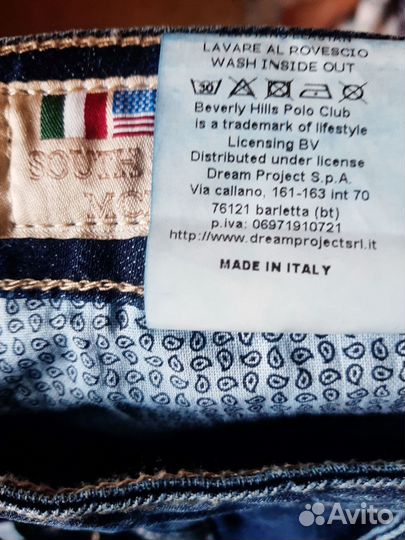 LAVARE AL ROVESCIO
WASH INSIDE OUT
30
Beverly Hills Polo Club
is a trademark of lifestyle
Licensing BV
Distributed under license
Dream Project S.p.A.
Via callano, 161-163 int 70
76121 barletta (bt)
p.iva: 06971910721
http://www.dreamprojectsrl.it
MADE IN ITALY
SOUTH
Avito